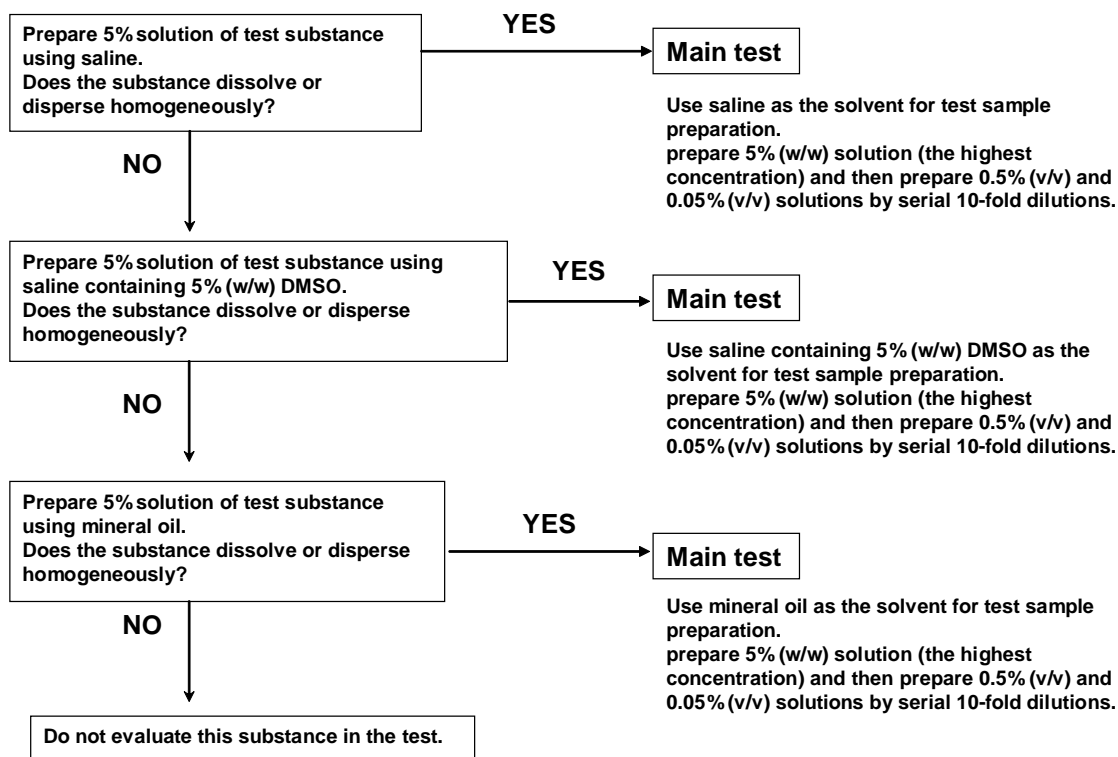 Prepare 5% solution of test substance
using saline.
Does the substance dissolve or
disperse homogeneously?
YES
Main test
Use saline as the solvent for test sample
preparation.
prepare 5% (w/w) solution (the highest
concentration) and then prepare 0.5% (v/v) and
0.05% (v/v) solutions by serial 10-fold dilutions.
NO
Prepare 5% solution of test substance using
saline containing 5% (w/w) DMSO.
Does the substance dissolve or disperse
homogeneously?
YES
Main test
Use saline containing 5% (w/w) DMSO as the
solvent for test sample preparation.
prepare 5% (w/w) solution (the highest
concentration) and then prepare 0.5% (v/v) and
0.05% (v/v) solutions by serial 10-fold dilutions.
NO
Prepare 5% solution of test substance
using mineral oil.
Does the substance dissolve or disperse
homogeneously?
YES
Main test
Use mineral oil as the solvent for test sample
preparation.
prepare 5% (w/w) solution (the highest
concentration) and then prepare 0.5% (v/v) and
0.05% (v/v) solutions by serial 10-fold dilutions.
NO
Do not evaluate this substance in the test.